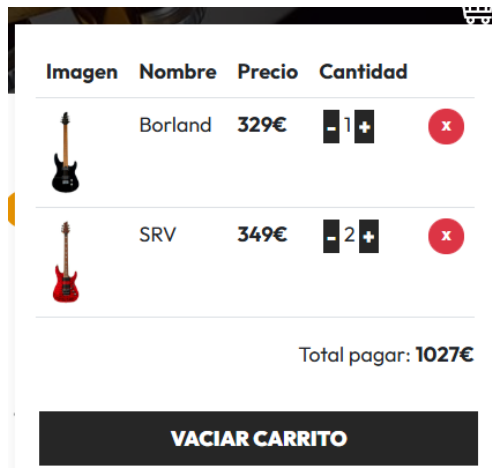 Imagen Nombre Precio Cantidad
Borland 329€ - 1 + x
SRV 349€ - 2 + x
Total pagar: 1027€
VACIAR CARRITO